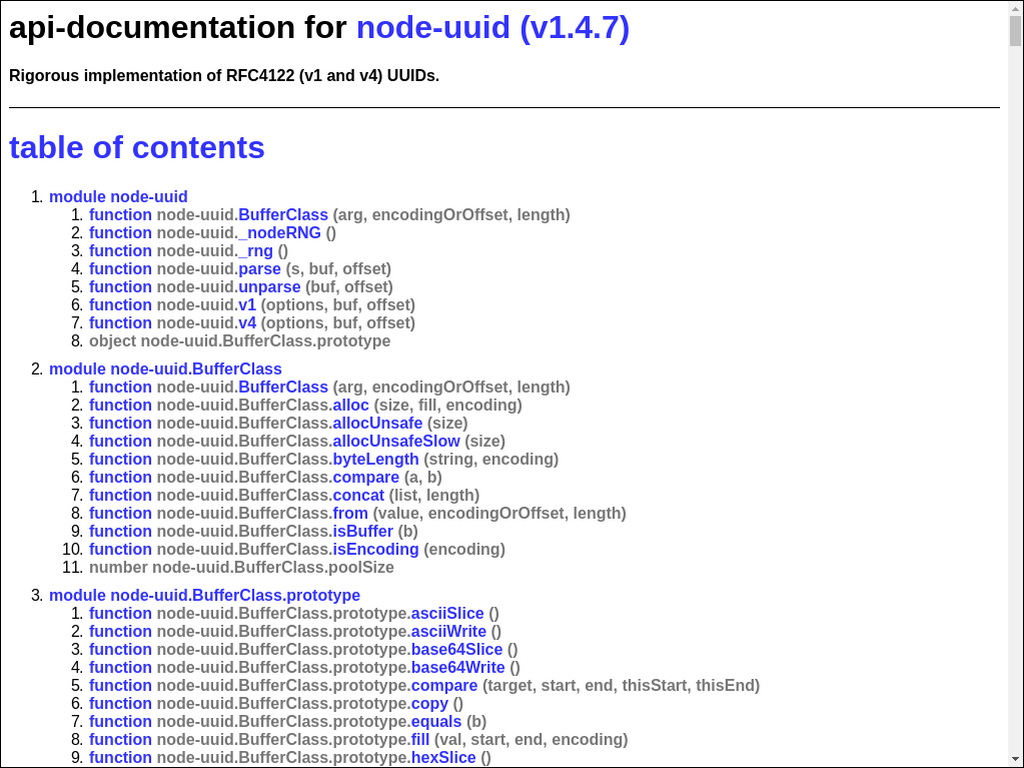 api-documentation for node-uuid (v1.4.7)
Rigorous implementation of RFC4122 (v1 and v4) UUIDs.
table of contents
1. module node-uuid
1. function node-uuid.BufferClass (arg, encodingOrOffset, length)
2. function node-uuid._nodeRNG ()
3. function node-uuid._rng ()
4. function node-uuid.parse (s, buf, offset)
5. function node-uuid.unparse (buf, offset)
6. function node-uuid.v1 (options, buf, offset)
7. function node-uuid.v4 (options, buf, offset)
8. object node-uuid.BufferClass.prototype
2. module node-uuid.BufferClass
1. function node-uuid.BufferClass (arg, encodingOrOffset, length)
2. function node-uuid.BufferClass.alloc (size, fill, encoding)
3. function node-uuid.BufferClass.allocUnsafe (size)
4. function node-uuid.BufferClass.allocUnsafeSlow (size)
5. function node-uuid.BufferClass.byteLength (string, encoding)
6. function node-uuid.BufferClass.compare (a, b)
7. function node-uuid.BufferClass.concat (list, length)
8. function node-uuid.BufferClass.from (value, encodingOrOffset, length)
9. function node-uuid.BufferClass.isBuffer (b)
10. function node-uuid.BufferClass.isEncoding (encoding)
11. number node-uuid.BufferClass.poolSize
3. module node-uuid.BufferClass.prototype
1. function node-uuid.BufferClass.prototype.asciiSlice ()
2. function node-uuid.BufferClass.prototype.asciiWrite ()
3. function node-uuid.BufferClass.prototype.base64Slice ()
4. function node-uuid.BufferClass.prototype.base64Write ()
5. function node-uuid.BufferClass.prototype.compare (target, start, end, thisStart, thisEnd)
6. function node-uuid.BufferClass.prototype.copy ()
7. function node-uuid.BufferClass.prototype.equals (b)
8. function node-uuid.BufferClass.prototype.fill (val, start, end, encoding)
9. function node-uuid.BufferClass.prototype.hexSlice ()